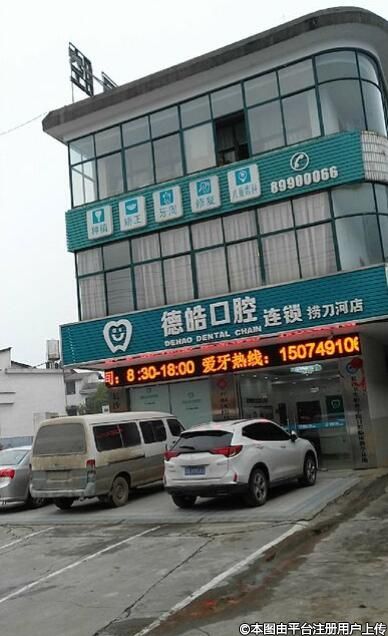 种植
矫正
牙周
修复
儿童齿科
89900066
德皓口腔 连锁 捞刀河店
DEHAO DENTAL CHAIN
间：8:30-18:00 爱牙热线：15074910
©本图由平台注册用户上传